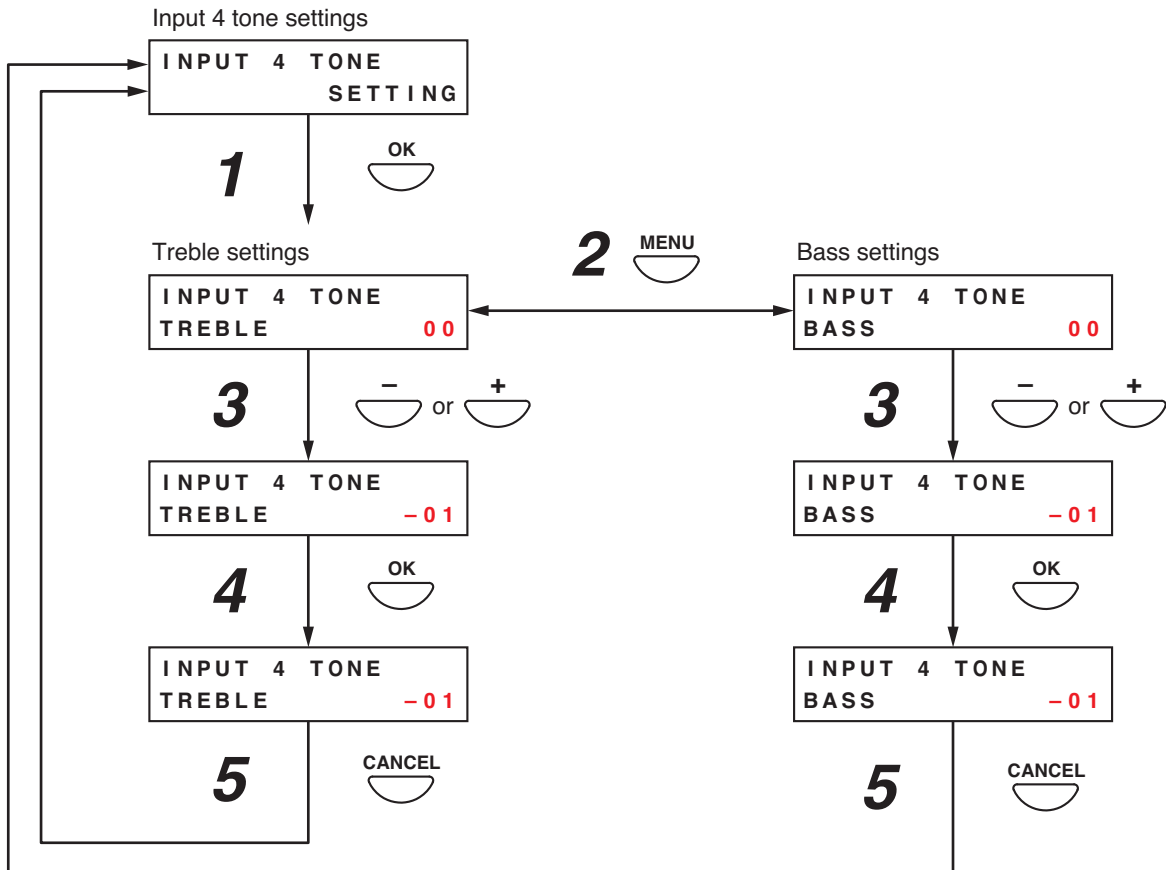 Input 4 tone settings
INPUT 4 TONE
SETTING
1
OK
Treble settings
INPUT 4 TONE
TREBLE 00
2
MENU
Bass settings
INPUT 4 TONE
BASS 00
3
– or +
3
– or +
INPUT 4 TONE
TREBLE –01
INPUT 4 TONE
BASS –01
4
OK
4
OK
INPUT 4 TONE
TREBLE –01
INPUT 4 TONE
BASS –01
5
CANCEL
5
CANCEL